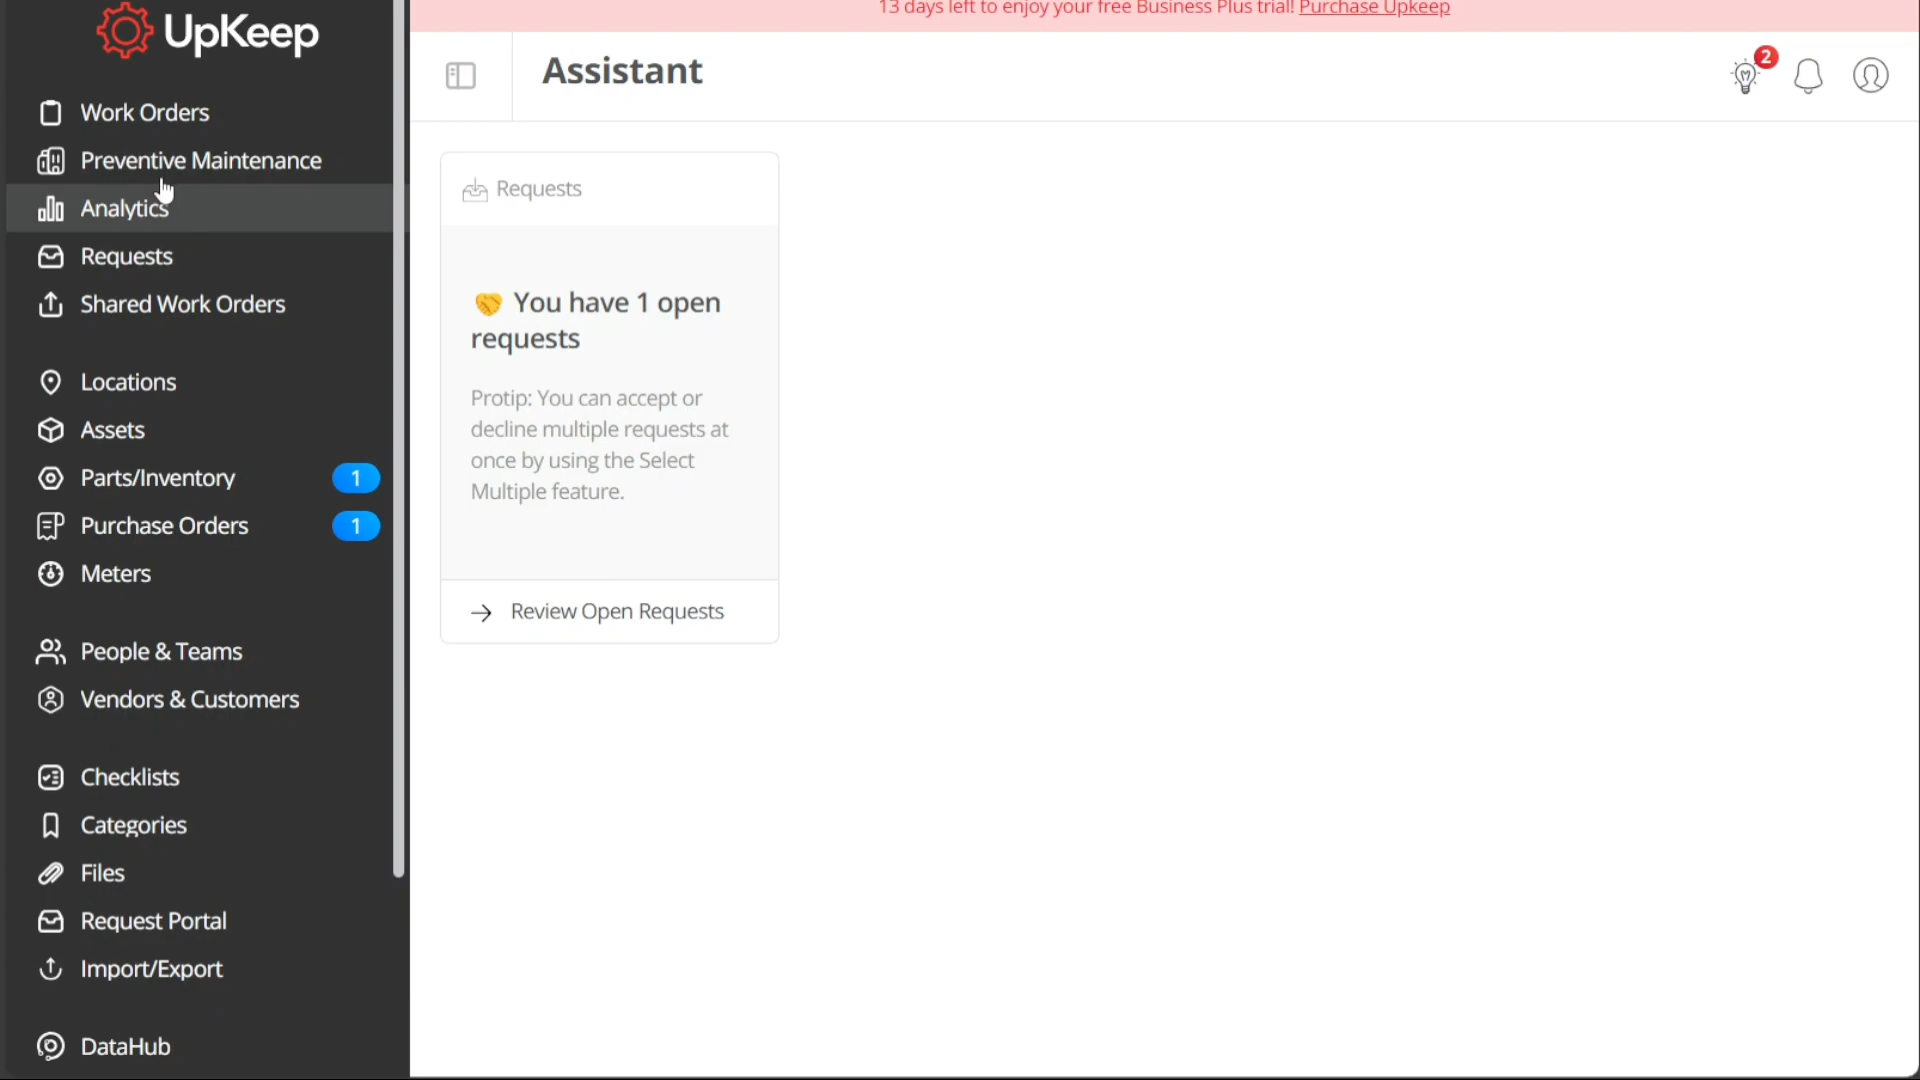 UpKeep
Work Orders
Preventive Maintenance
Analytics
Requests
Shared Work Orders
Locations
Assets
Parts/Inventory 1
Purchase Orders 1
Meters
People & Teams
Vendors & Customers
Checklists
Categories
Files
Request Portal
Import/Export
DataHub
13 days left to enjoy your free Business Plus trial! Purchase Upkeep
Assistant
2
Requests
You have 1 open
requests
Protip: You can accept or
decline multiple requests at
once by using the Select
Multiple feature.
Review Open Requests